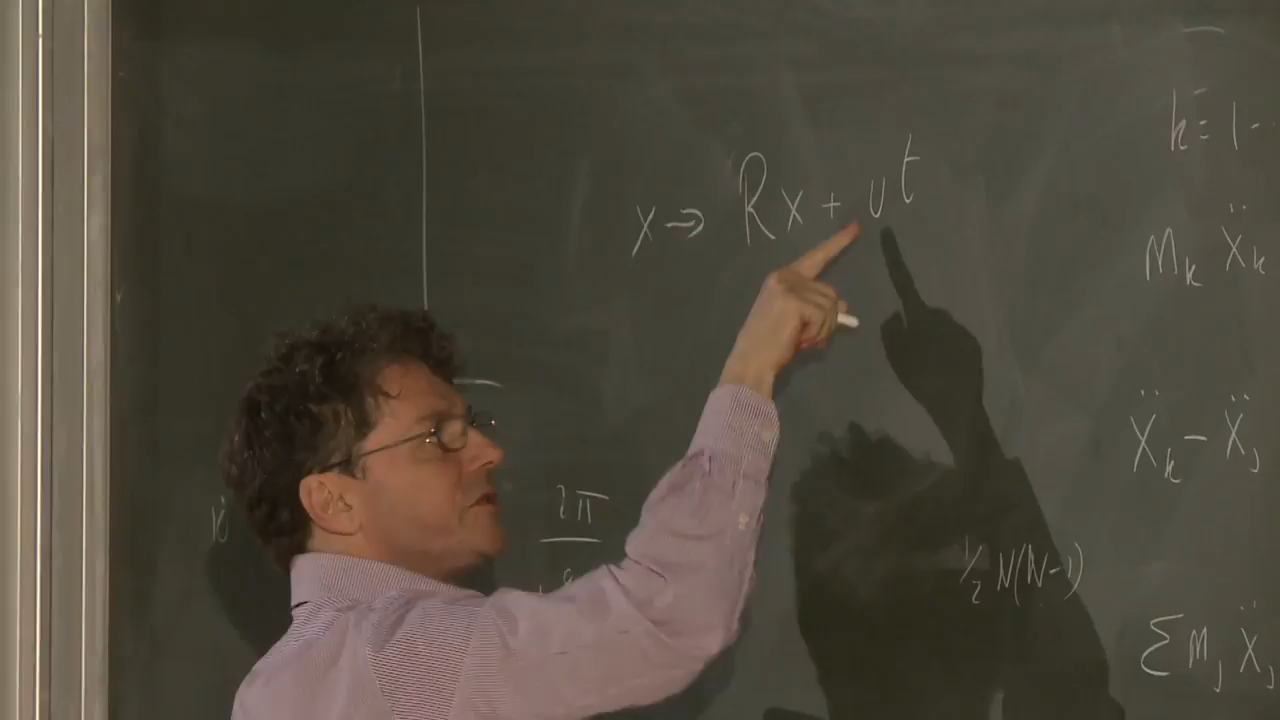 x → Rx + vt
k = 1 -
m_k ẍ_k
ẍ_k - ẍ_j
2π
½ N(N-1)
Σ m_j ẍ_j